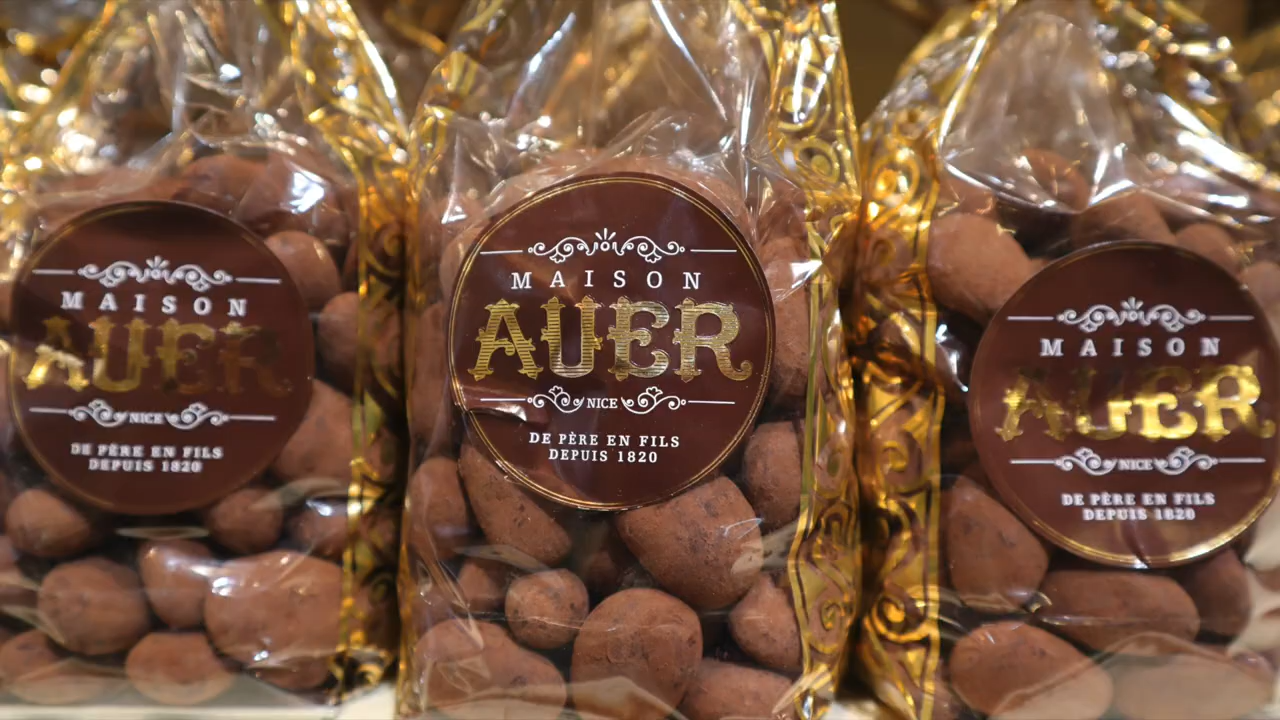 MAISON
AUER
NICE
DE PÈRE EN FILS
DEPUIS 1820
MAISON
AUER
NICE
DE PÈRE EN FILS
DEPUIS 1820
MAISON
AUER
NICE
DE PÈRE EN FILS
DEPUIS 1820